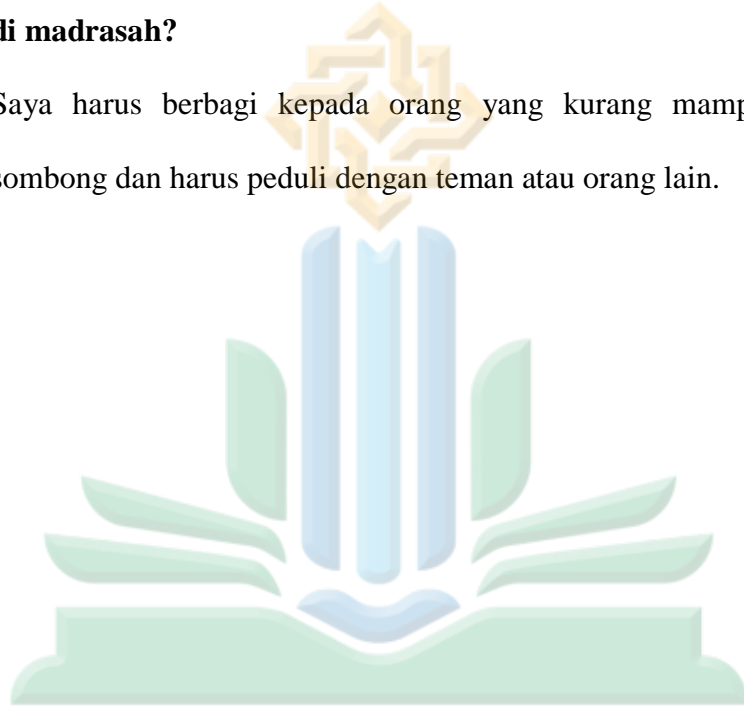 di madrasah?
Saya harus berbagi kepada orang yang kurang mamp
sombong dan harus peduli dengan teman atau orang lain.